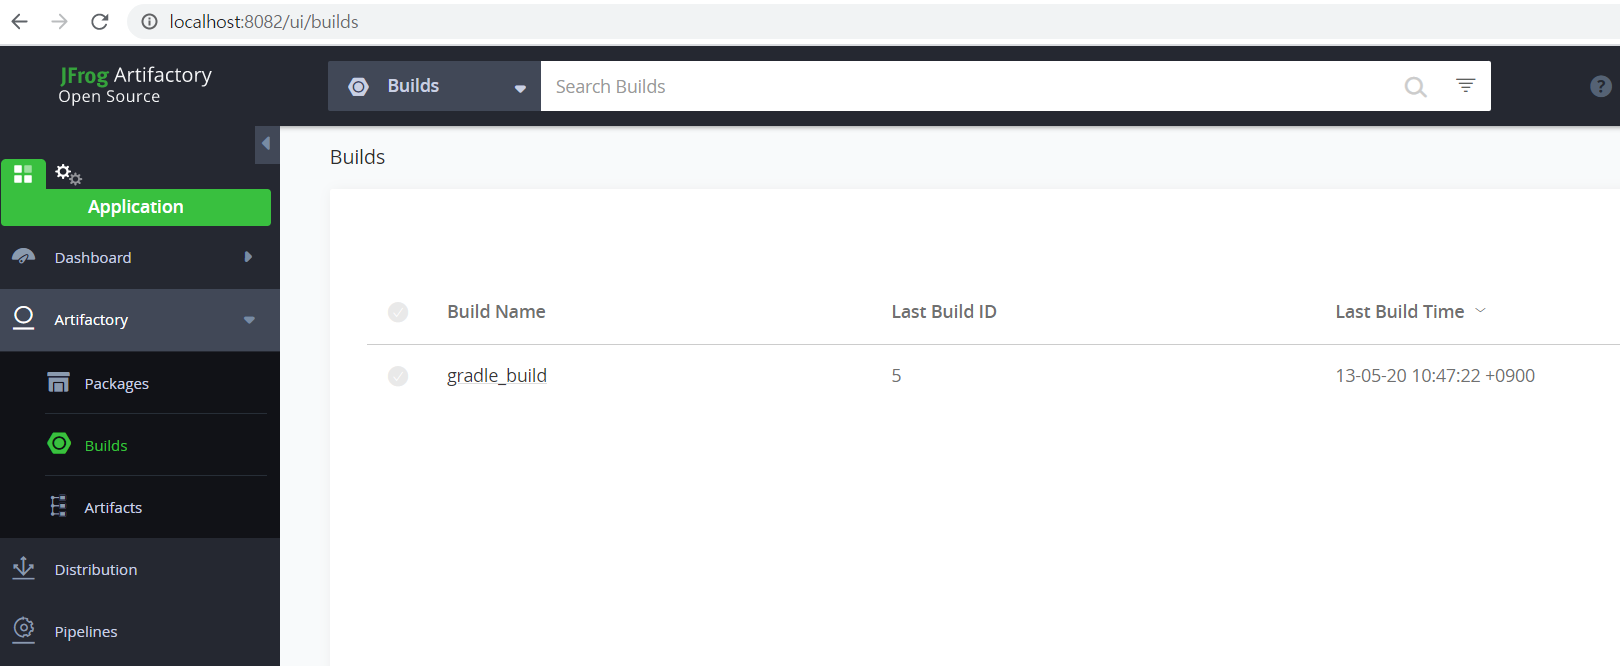 localhost:8082/ui/builds
JFrog Artifactory
Open Source
Builds
Search Builds
?
Application
Dashboard
Artifactory
Packages
Builds
Artifacts
Distribution
Pipelines
Builds
Build Name Last Build ID Last Build Time
gradle_build 5 13-05-20 10:47:22 +0900